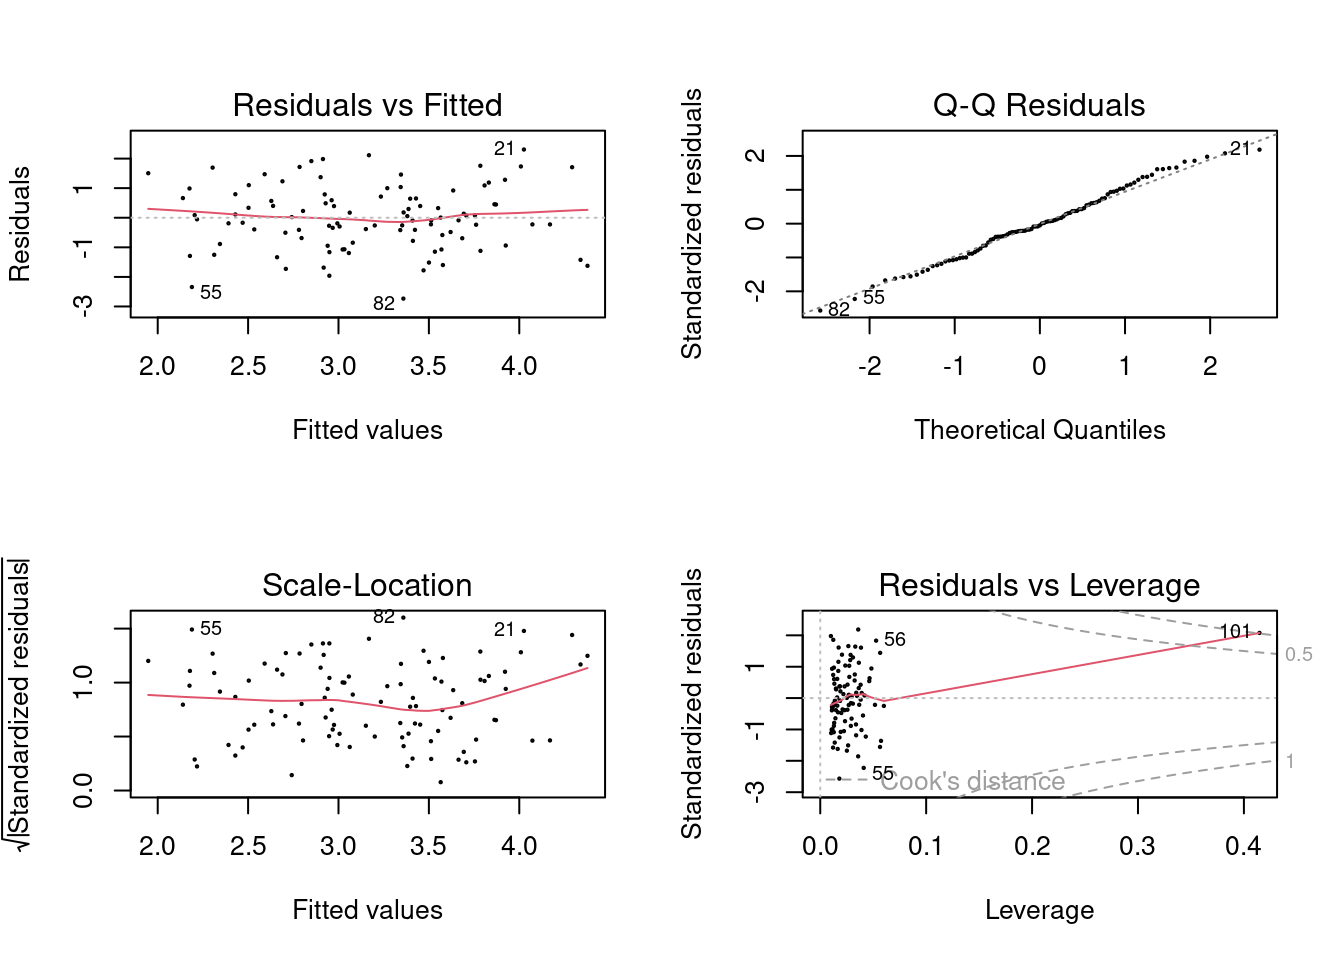 Residuals vs Fitted
Residuals
1
-1
-3
21
55
82
2.0 2.5 3.0 3.5 4.0
Fitted values
Q-Q Residuals
Standardized residuals
2
0
-2
21
55
82
-2 -1 0 1 2
Theoretical Quantiles
Scale-Location
√|Standardized residuals|
1.0
0.0
82
55
21
2.0 2.5 3.0 3.5 4.0
Fitted values
Residuals vs Leverage
Standardized residuals
1
-1
-3
101
56
0.5
1
55
Cook's distance
0.0 0.1 0.2 0.3 0.4
Leverage